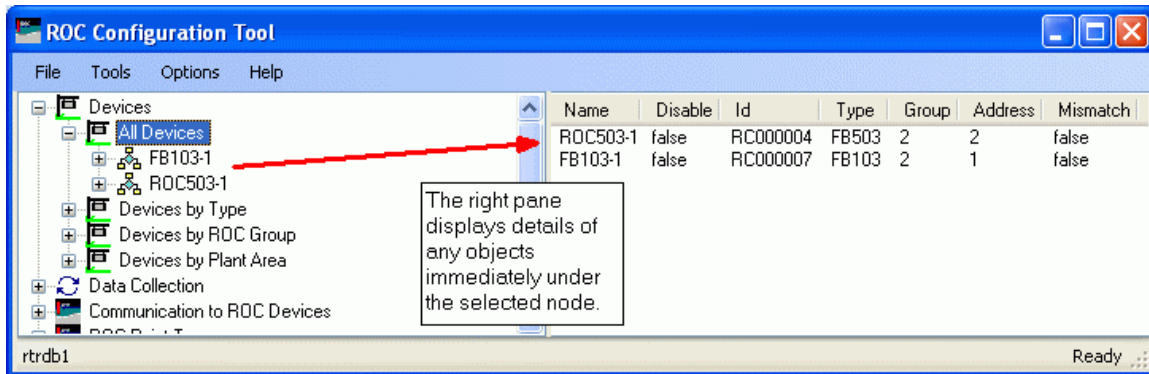 ROC Configuration Tool
File Tools Options Help
Devices
All Devices
FB103-1
ROC503-1
Devices by Type
Devices by ROC Group
Devices by Plant Area
Data Collection
Communication to ROC Devices
Name Disable Id Type Group Address Mismatch
ROC503-1 false RC000004 FB503 2 2 false
FB103-1 false RC000007 FB103 2 1 false
The right pane
displays details of
any objects
immediately under
the selected node.
rtrdb1
Ready